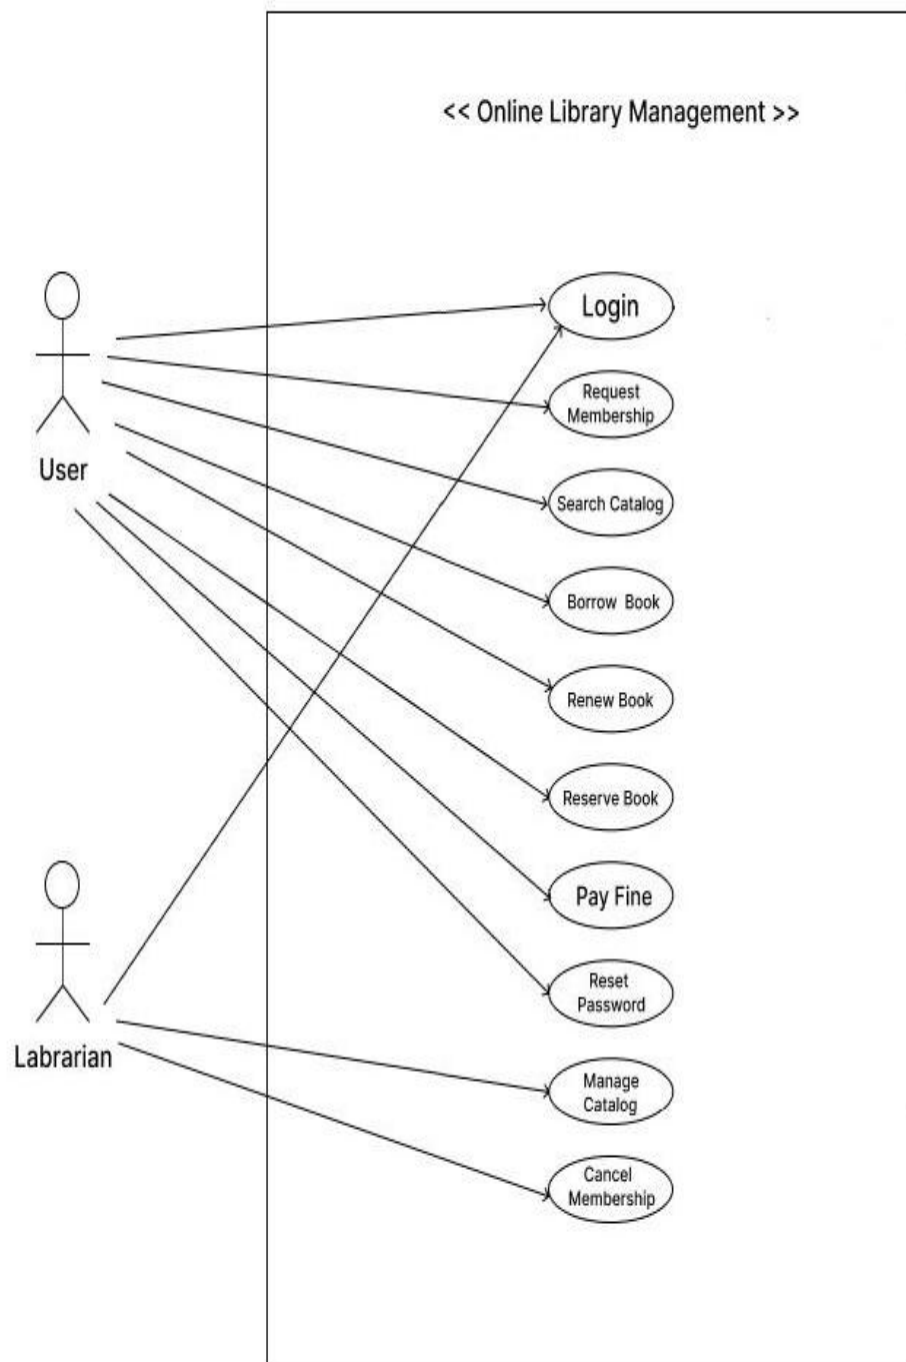 << Online Library Management >>
Login
Request
Membership
User
Search Catalog
Borrow Book
Renew Book
Reserve Book
Pay Fine
Reset
Password
Labrarian
Manage
Catalog
Cancel
Membership